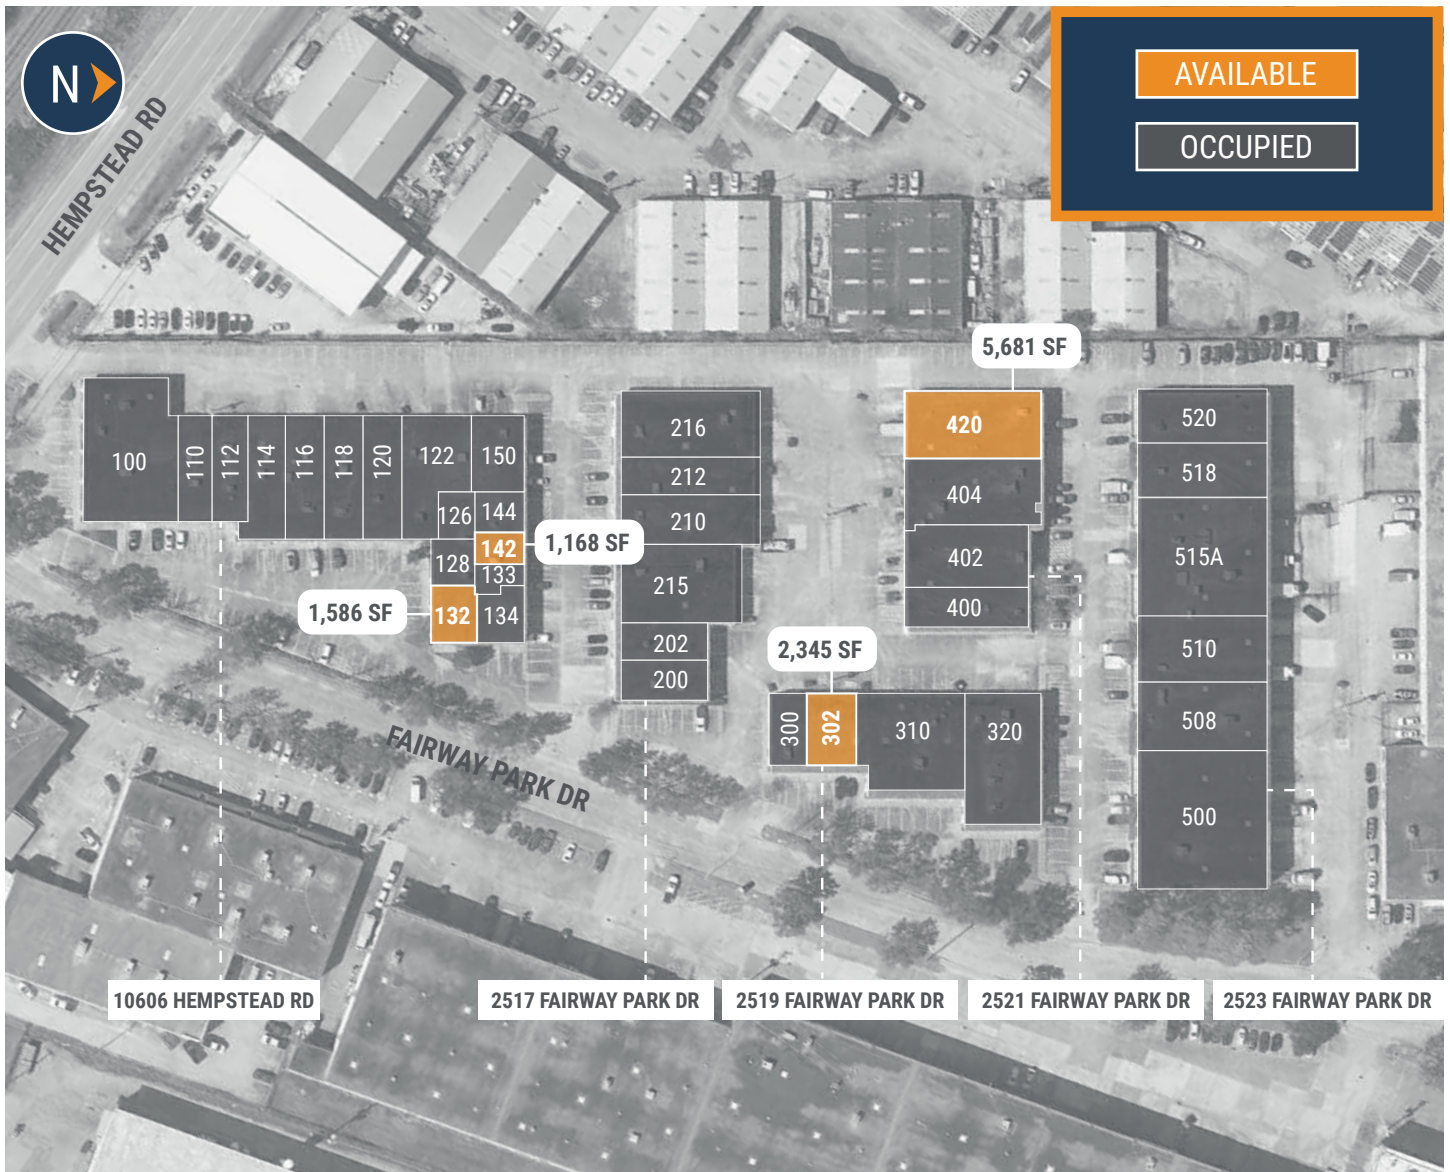 N
HEMPSTEAD RD
AVAILABLE
OCCUPIED
5,681 SF
100
110
112
114
116
118
120
122
150
126
144
142
1,168 SF
128
133
132
1,586 SF
134
216
212
210
215
202
200
420
404
402
400
2,345 SF
300
302
310
320
520
518
515A
510
508
500
FAIRWAY PARK DR
10606 HEMPSTEAD RD
2517 FAIRWAY PARK DR
2519 FAIRWAY PARK DR
2521 FAIRWAY PARK DR
2523 FAIRWAY PARK DR